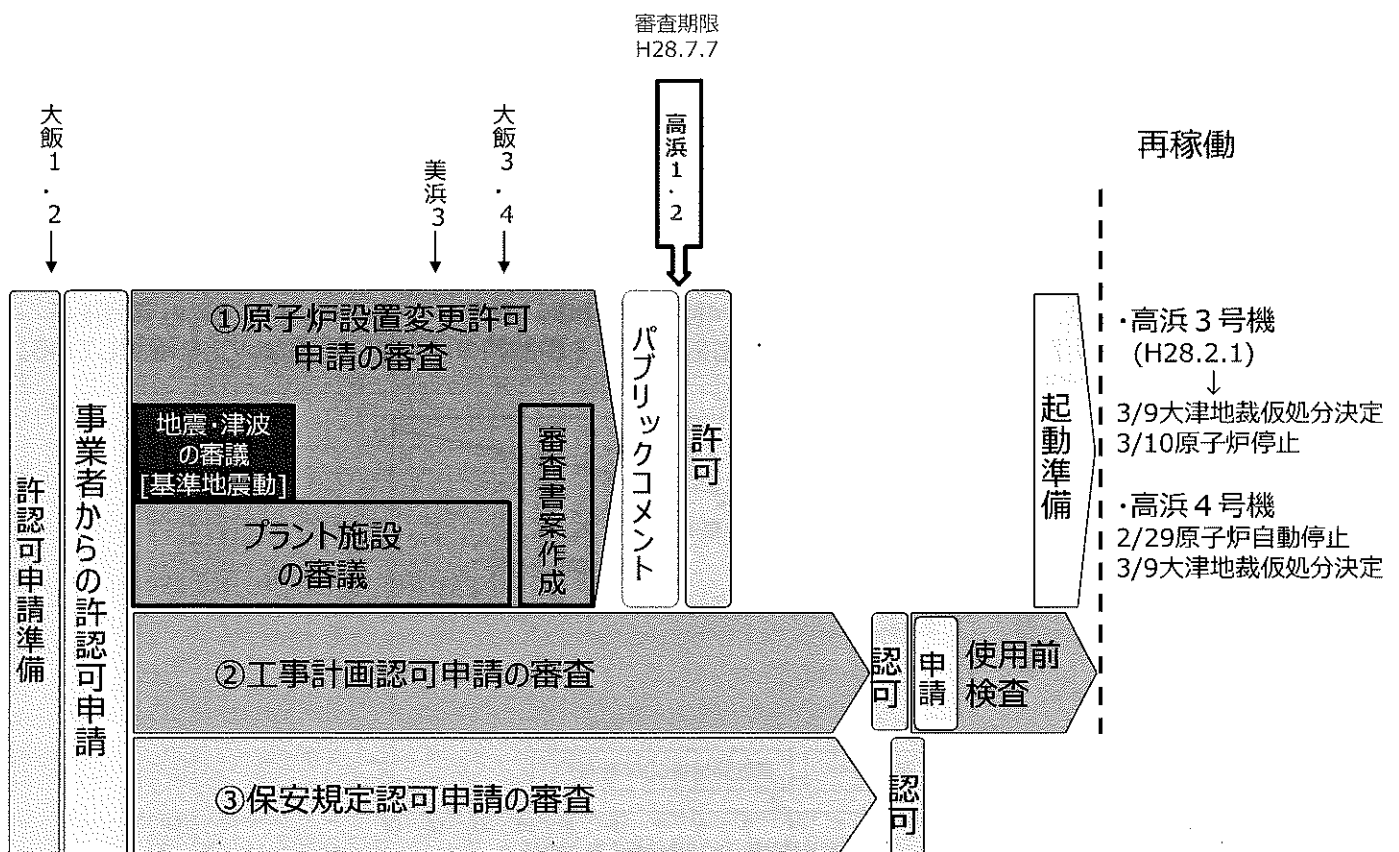 審査期限
H28.7.7
大飯1.2
美浜3
大飯3.4
高浜1.2
再稼働
許認可申請準備
事業者からの許認可申請
①原子炉設置変更許可
申請の審査
地震・津波
の審議
[基準地震動]
プラント施設
の審議
審査書案作成
パブリックコメント
許可
起動準備
・高浜3号機
(H28.2.1)
↓
3/9大津地裁仮処分決定
3/10原子炉停止
・高浜4号機
2/29原子炉自動停止
3/9大津地裁仮処分決定
②工事計画認可申請の審査
認可
申請
使用前
検査
③保安規定認可申請の審査
認可